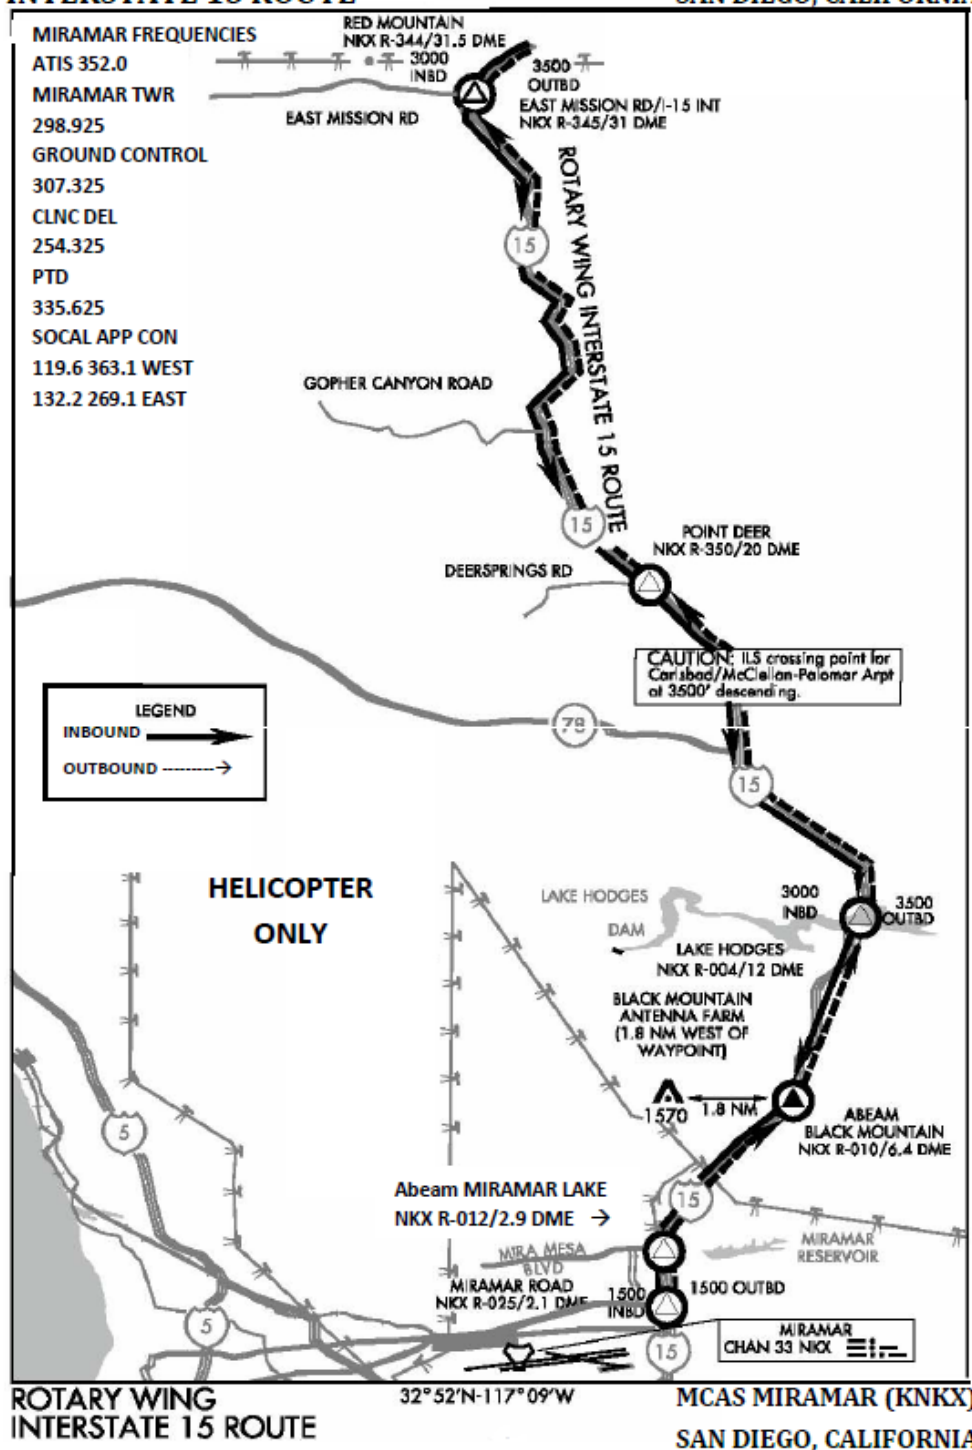 INTERSTATE 15 ROUTE
SAN DIEGO, CALIFORNIA
MIRAMAR FREQUENCIES
ATIS 352.0
MIRAMAR TWR
298.925
GROUND CONTROL
307.325
CLNC DEL
254.325
PTD
335.625
SOCAL APP CON
119.6 363.1 WEST
132.2 269.1 EAST
RED MOUNTAIN
NKX R-344/31.5 DME
3000
INBD
3500
OUTBD
EAST MISSION RD
EAST MISSION RD/I-15 INT
NKX R-345/31 DME
ROTARY WING INTERSTATE 15 ROUTE
15
GOPHER CANYON ROAD
15
POINT DEER
NKX R-350/20 DME
DEERSPRINGS RD
CAUTION: ILS crossing point for
Carlsbad/McClellan-Palomar Arpt
at 3500' descending.
LEGEND
INBOUND
OUTBOUND --------→
78
15
HELICOPTER
ONLY
3000
INBD
3500
OUTBD
LAKE HODGES
DAM
LAKE HODGES
NKX R-004/12 DME
BLACK MOUNTAIN
ANTENNA FARM
(1.8 NM WEST OF
WAYPOINT)
1570
1.8 NM
ABEAM
BLACK MOUNTAIN
NKX R-010/6.4 DME
5
15
Abeam MIRAMAR LAKE
NKX R-012/2.9 DME →
MIRA MESA
BLVD
MIRAMAR
RESERVOIR
MIRAMAR ROAD
NKX R-025/2.1 DME
1500
INBD
1500 OUTBD
5
15
MIRAMAR
CHAN 33 NKX
ROTARY WING
INTERSTATE 15 ROUTE
32°52'N-117°09'W
MCAS MIRAMAR (KNKX)
SAN DIEGO, CALIFORNIA